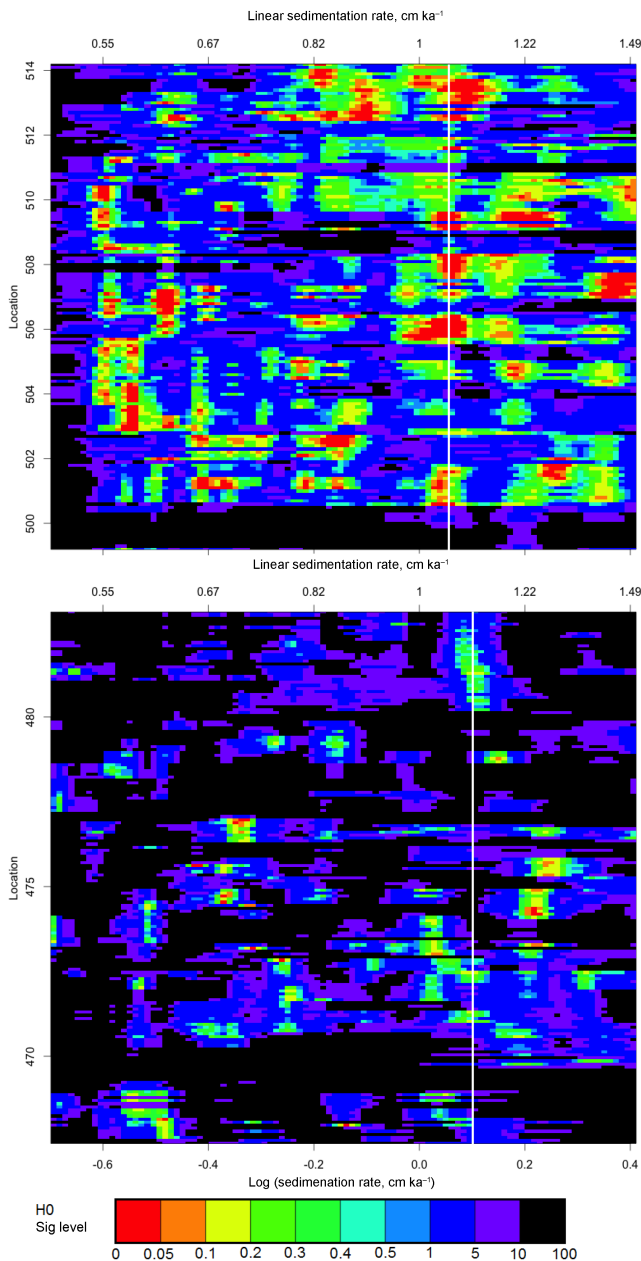 Linear sedimentation rate, cm ka⁻¹
0.55 0.67 0.82 1 1.22 1.49
514
512
510
508
506
504
502
500
Location
Linear sedimentation rate, cm ka⁻¹
0.55 0.67 0.82 1 1.22 1.49
480
475
470
Location
-0.6 -0.4 -0.2 0.0 0.2 0.4
Log (sedimenation rate, cm ka⁻¹)
H0
Sig level
0 0.05 0.1 0.2 0.3 0.4 0.5 1 5 10 100